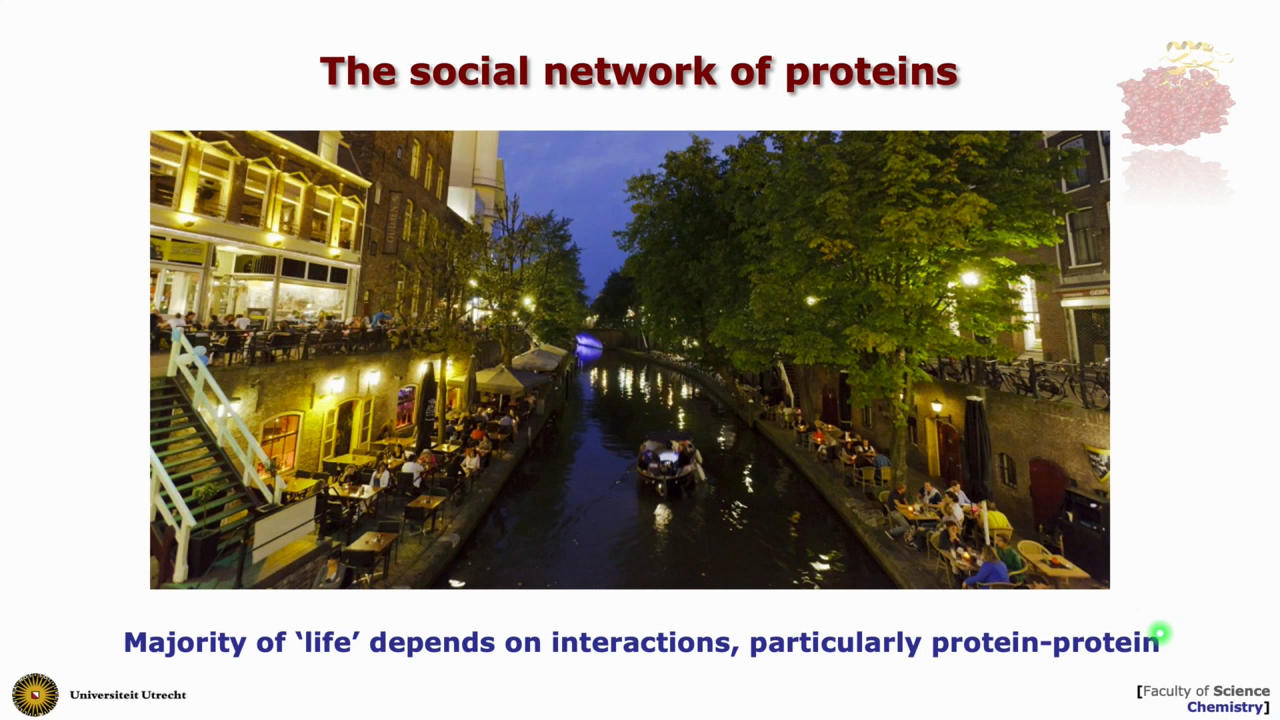 The social network of proteins
Majority of ‘life’ depends on interactions, particularly protein-protein
Universiteit Utrecht
[Faculty of Science
Chemistry]